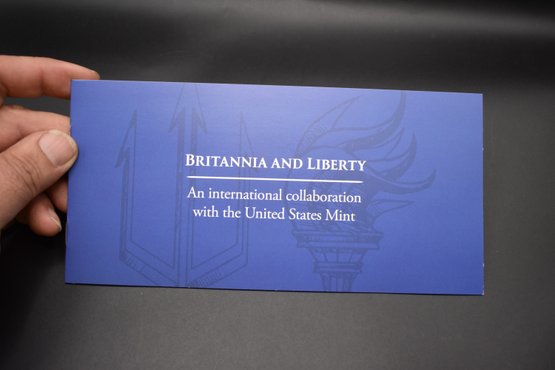 BRITANNIA AND LIBERTY
An international collaboration
with the United States Mint